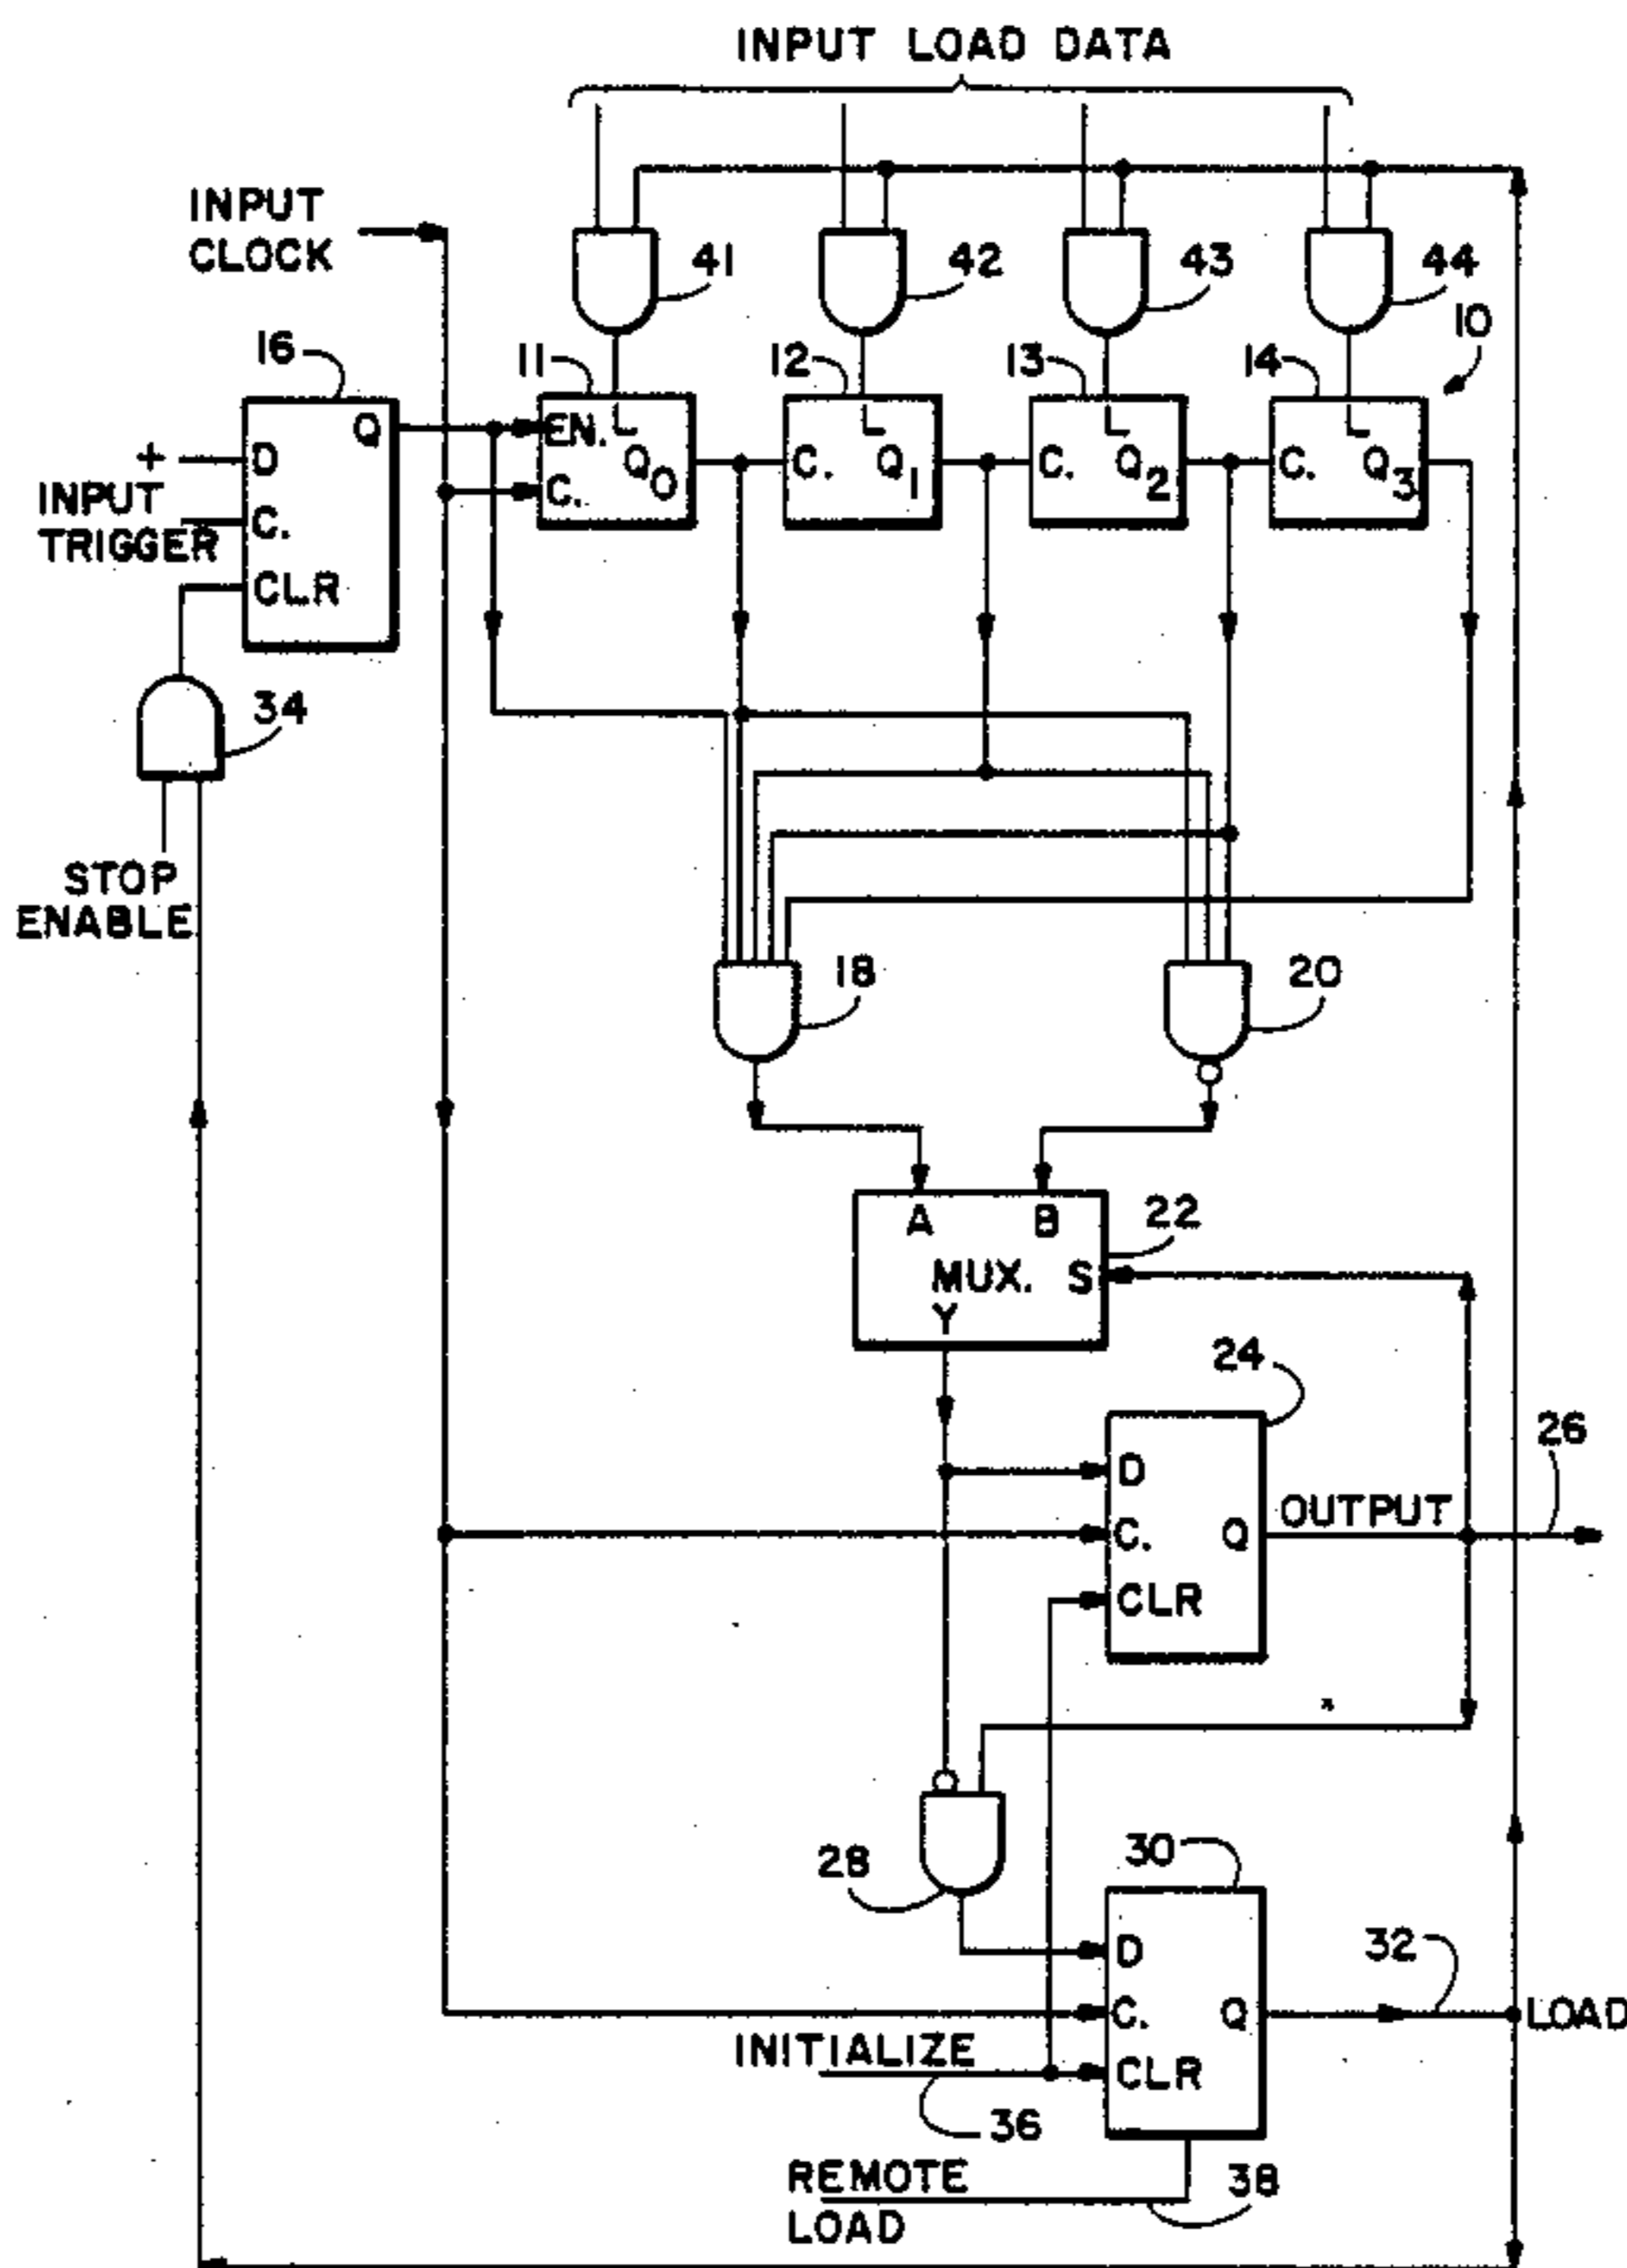 INPUT LOAD DATA
INPUT
CLOCK
41
42
43
44
10
16
11
12
13
14
Q
EN.
L
Q0
C.
L
C.
Q1
L
C.
Q2
L
C.
Q3
+
D
INPUT
TRIGGER
C.
CLR
34
STOP
ENABLE
18
20
A
B
22
MUX.
S
Y
24
26
D
OUTPUT
C.
Q
CLR
28
30
D
32
C.
Q
LOAD
INITIALIZE
CLR
36
REMOTE
LOAD
38